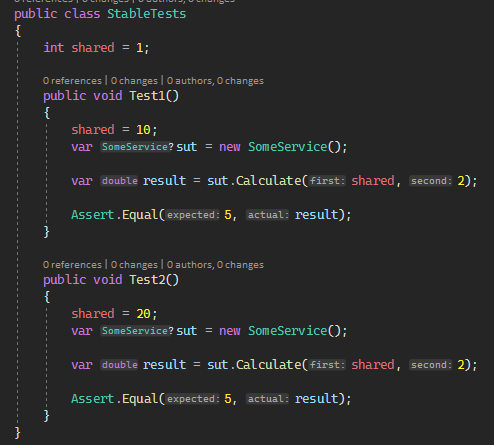 0 references | 0 changes | 0 authors, 0 changes
public class StableTests
{
int shared = 1;
0 references | 0 changes | 0 authors, 0 changes
public void Test1()
{
shared = 10;
var SomeService? sut = new SomeService();
var double result = sut.Calculate(first: shared, second: 2);
Assert.Equal(expected: 5, actual: result);
}
0 references | 0 changes | 0 authors, 0 changes
public void Test2()
{
shared = 20;
var SomeService? sut = new SomeService();
var double result = sut.Calculate(first: shared, second: 2);
Assert.Equal(expected: 5, actual: result);
}
}